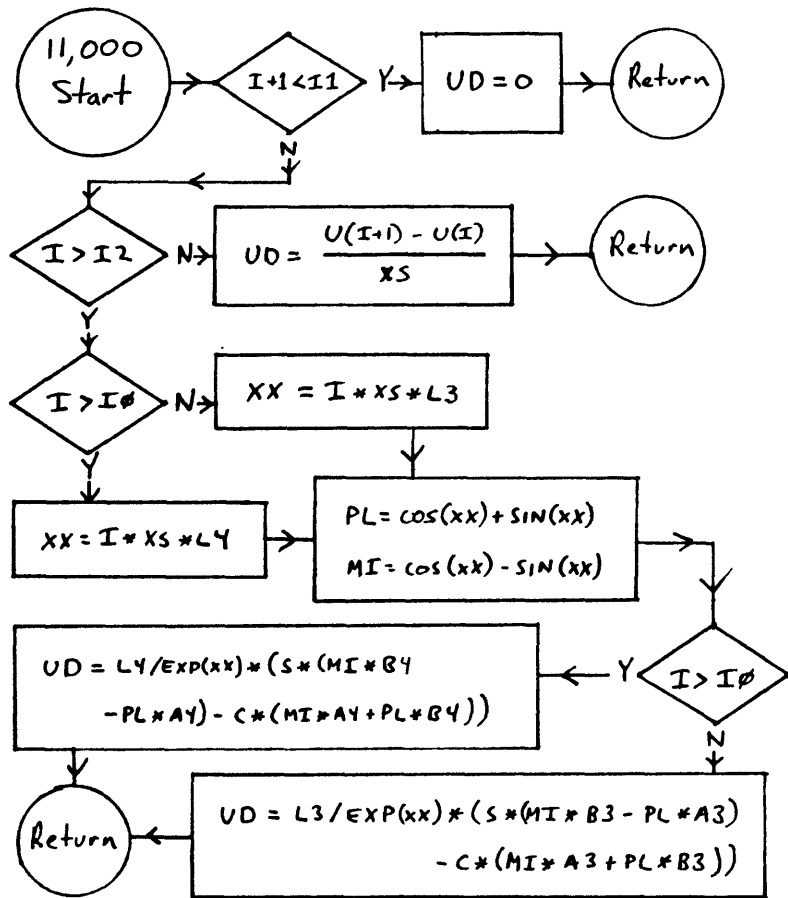 11,000
Start
I+1<I1
Y
UD=0
Return
N
I>I2
N
UD = U(I+1) - U(I)
XS
Return
Y
I>IØ
N
XX = I*XS*L3
Y
XX = I*XS*L4
PL=COS(XX)+SIN(XX)
MI=COS(XX)-SIN(XX)
I>IØ
Y
UD = L4/EXP(XX)*(S*(MI*B4
-PL*A4)-C*(MI*A4+PL*B4))
N
UD = L3/EXP(XX)*(S*(MI*B3-PL*A3)
-C*(MI*A3+PL*B3))
Return